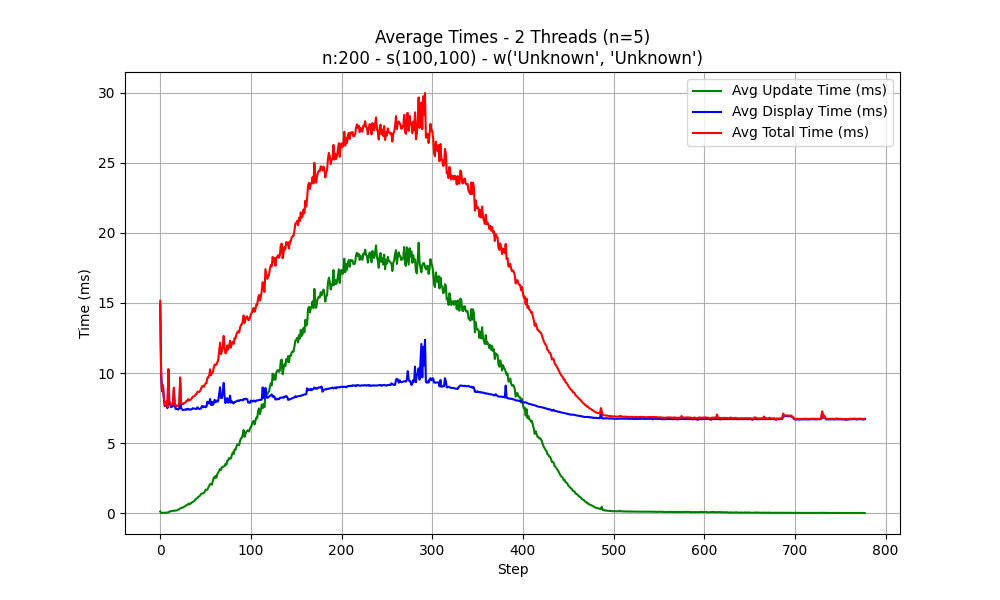 Average Times - 2 Threads (n=5)
n:200 - s(100,100) - w('Unknown', 'Unknown')
Avg Update Time (ms)
Avg Display Time (ms)
Avg Total Time (ms)
Time (ms)
30
25
20
15
10
5
0
0 100 200 300 400 500 600 700 800
Step